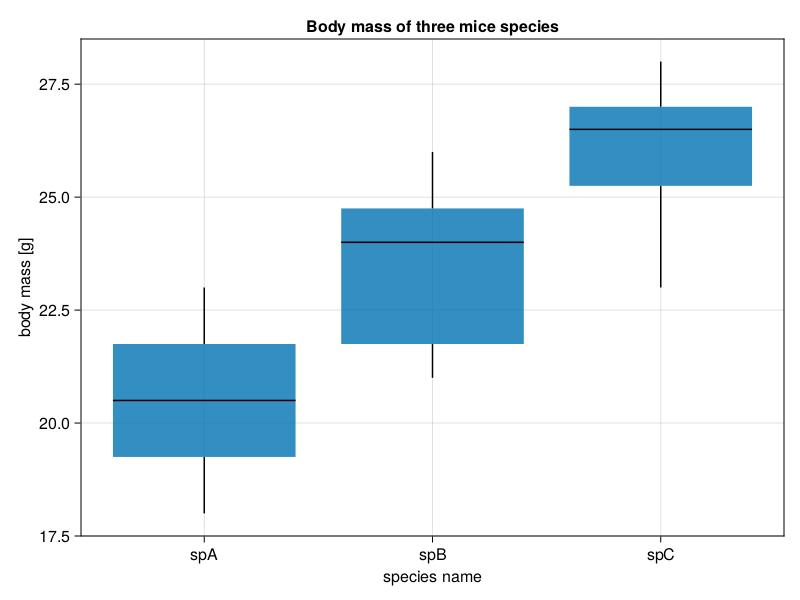 Body mass of three mice species
27.5
25.0
22.5
20.0
17.5
body mass [g]
spA
spB
spC
species name